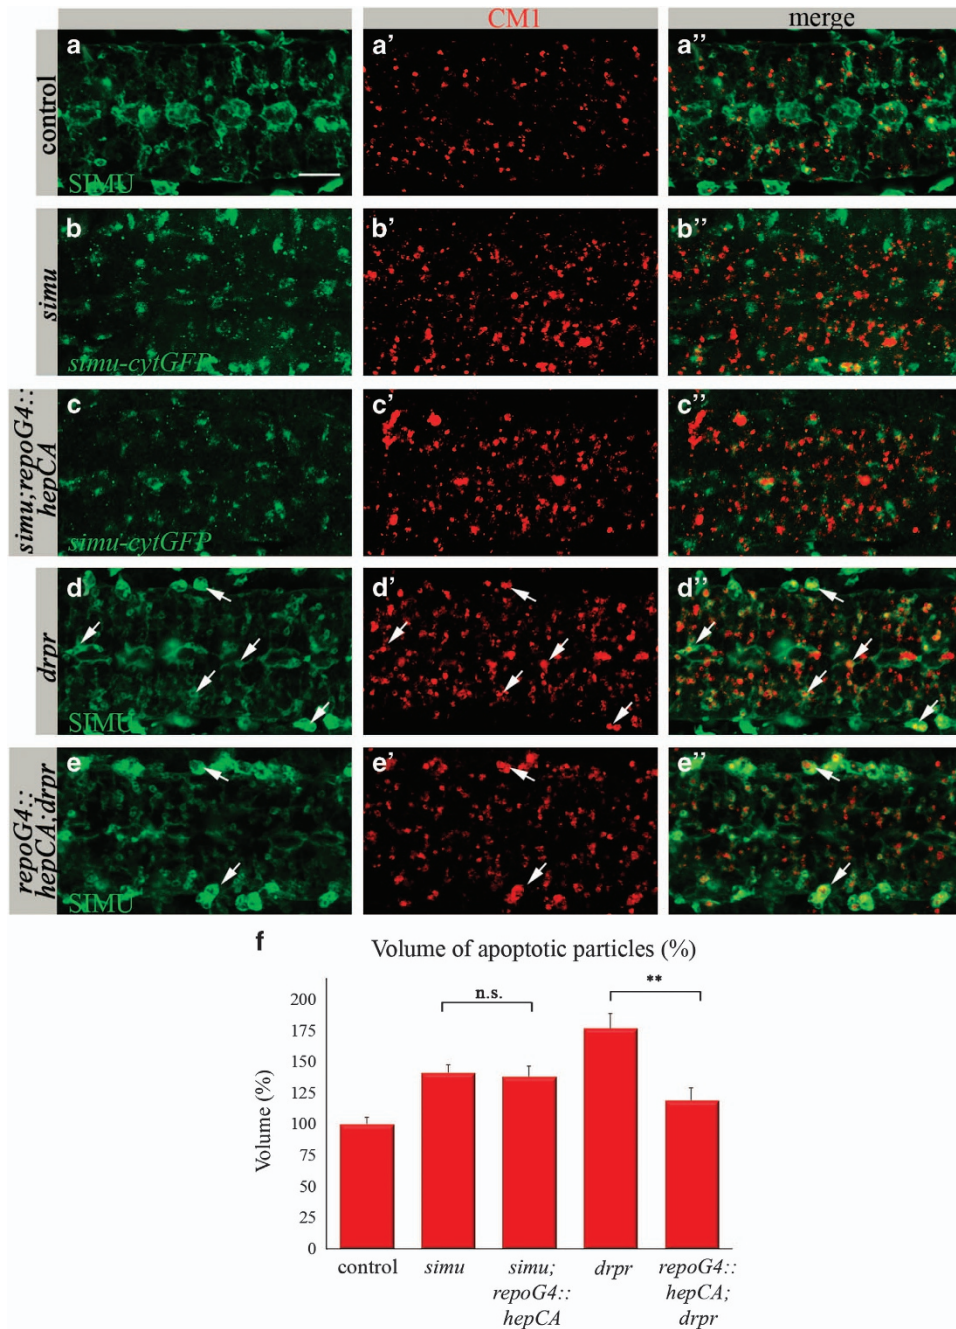 CM1
merge
control
a
SIMU
a'
a''
simu
b
simu-cytGFP
b'
b''
simu;repoG4::
hepCA
c
simu-cytGFP
c'
c''
drpr
d
SIMU
d'
d''
repoG4::
hepCA;drpr
e
SIMU
e'
e''
f
Volume of apoptotic particles (%)
Volume (%)
200
175
150
125
100
75
50
25
0
n.s.
**
control
simu
simu;
repoG4::
hepCA
drpr
repoG4::
hepCA;
drpr